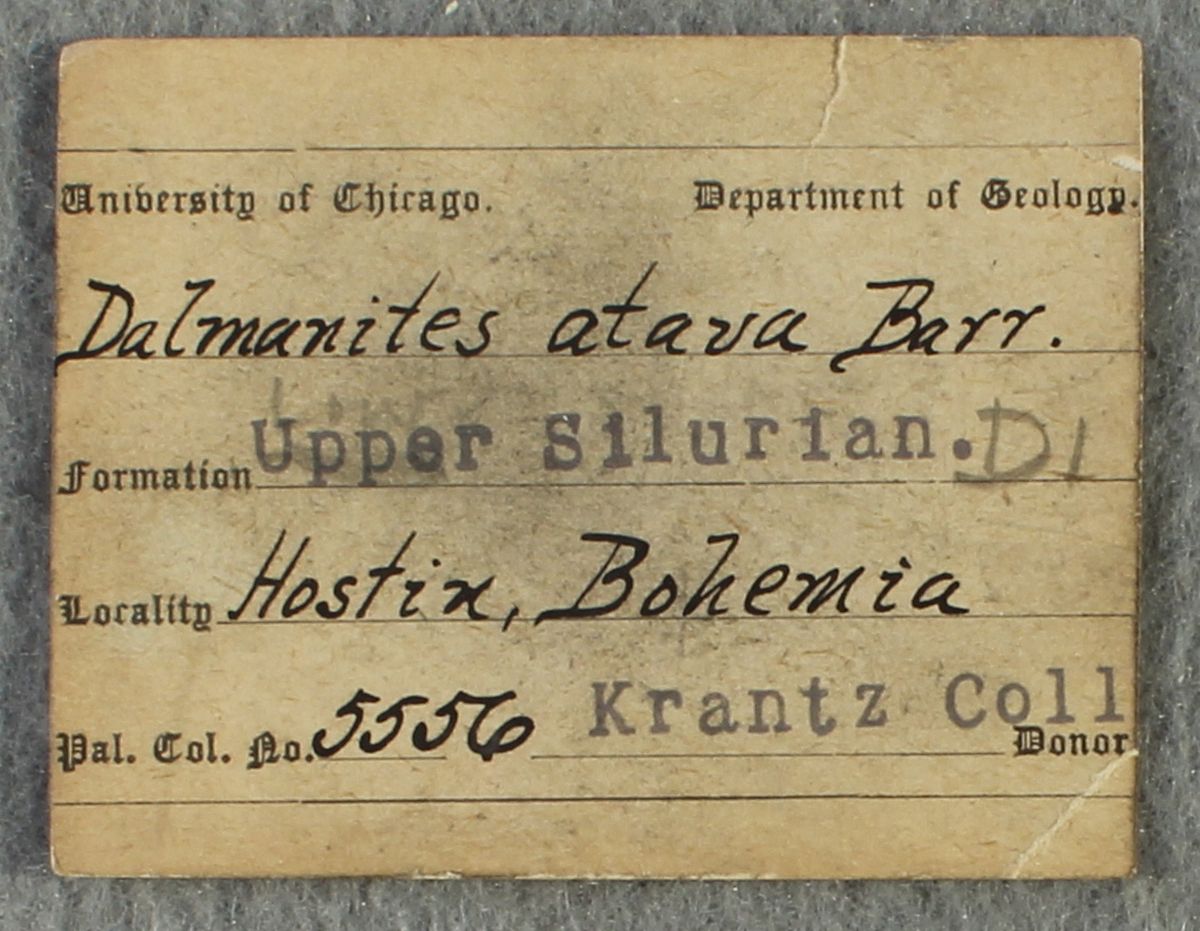 University of Chicago. Department of Geology.
Dalmanites atava Barr.
Formation Upper Silurian. D1
Locality Hostin, Bohemia
Pal. Col. No. 5556 Krantz Coll Donor